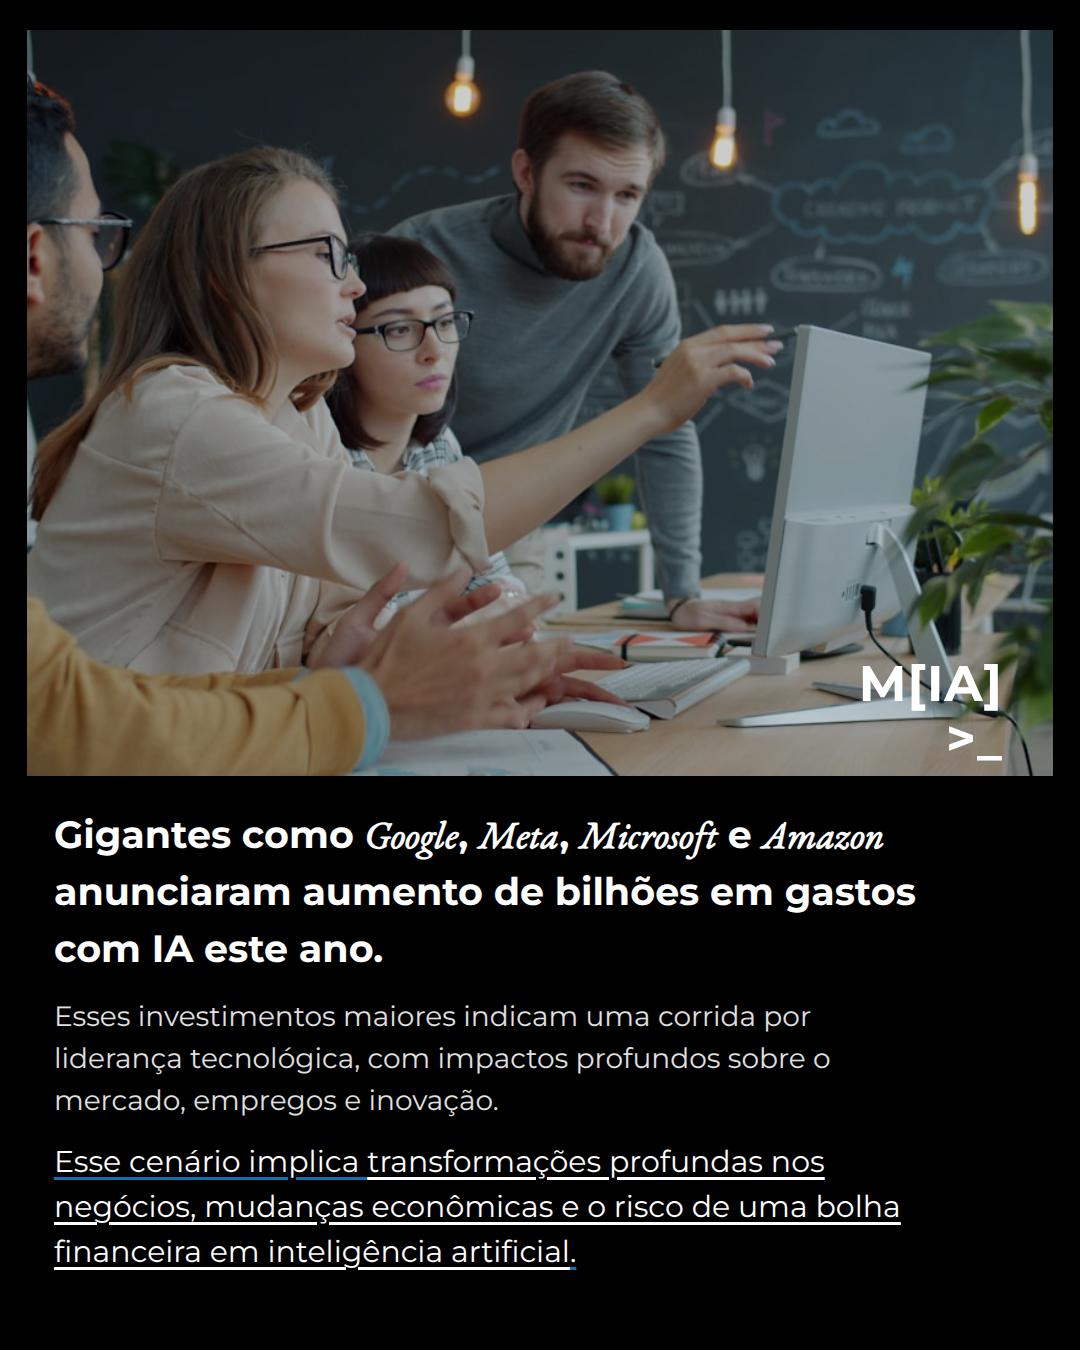 CREATIVE PRODUCT
M[IA]
>_
Gigantes como Google, Meta, Microsoft e Amazon
anunciaram aumento de bilhões em gastos
com IA este ano.
Esses investimentos maiores indicam uma corrida por
liderança tecnológica, com impactos profundos sobre o
mercado, empregos e inovação.
Esse cenário implica transformações profundas nos
negócios, mudanças econômicas e o risco de uma bolha
financeira em inteligência artificial.